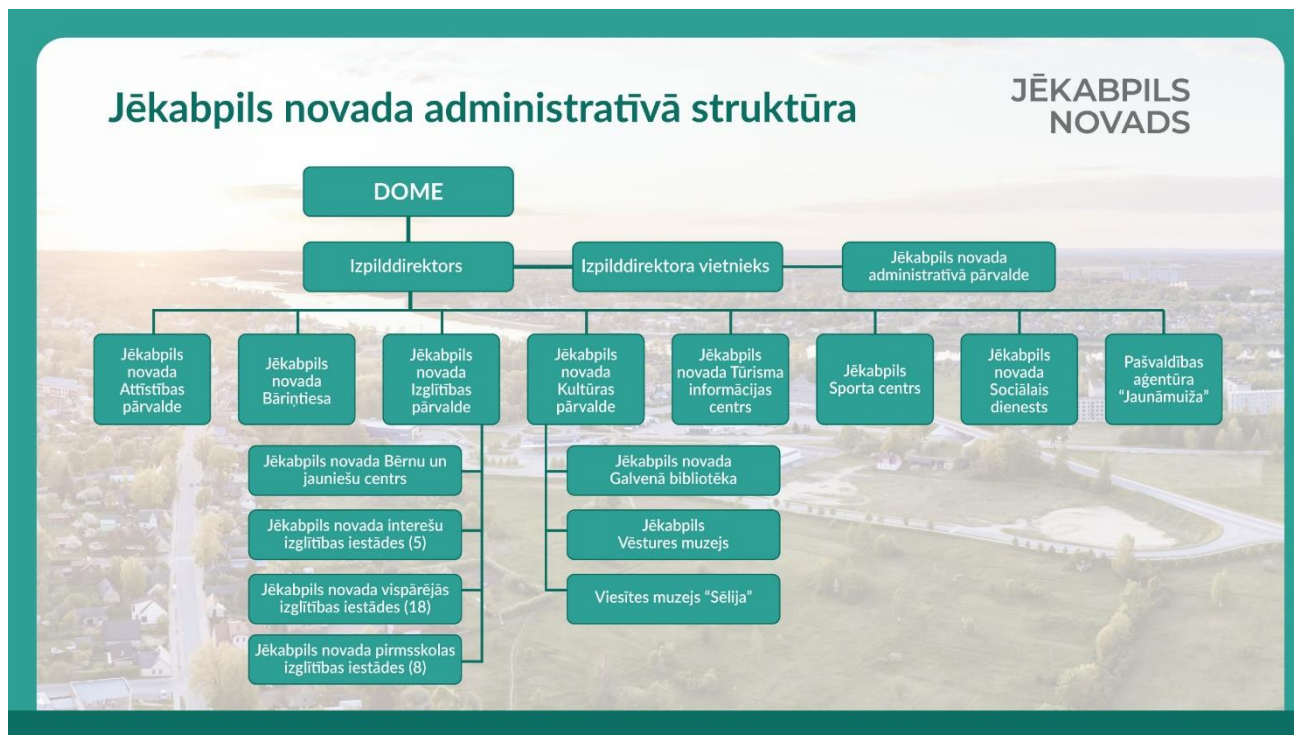 Jēkabpils novada administratīvā struktūra
JĒKABPILS
NOVADS
DOME
Izpilddirektors
Izpilddirektora vietnieks
Jēkabpils novada
administratīvā pārvalde
Jēkabpils
novada
Attīstības
pārvalde
Jēkabpils
novada
Bāriņtiesa
Jēkabpils
novada
Izglītības
pārvalde
Jēkabpils
novada
Kultūras
pārvalde
Jēkabpils
novada Tūrisma
informācijas
centrs
Jēkabpils
Sporta centrs
Jēkabpils
novada
Sociālais
dienests
Pašvaldības
aģentūra
“Jaunāmuiža”
Jēkabpils novada Bērnu un
jauniešu centrs
Jēkabpils novada interešu
izglītības iestādes (5)
Jēkabpils novada vispārējās
izglītības iestādes (18)
Jēkabpils novada pirmsskolas
izglītības iestādes (8)
Jēkabpils novada
Galvenā bibliotēka
Jēkabpils
Vēstures muzejs
Viesītes muzejs “Sēlija”